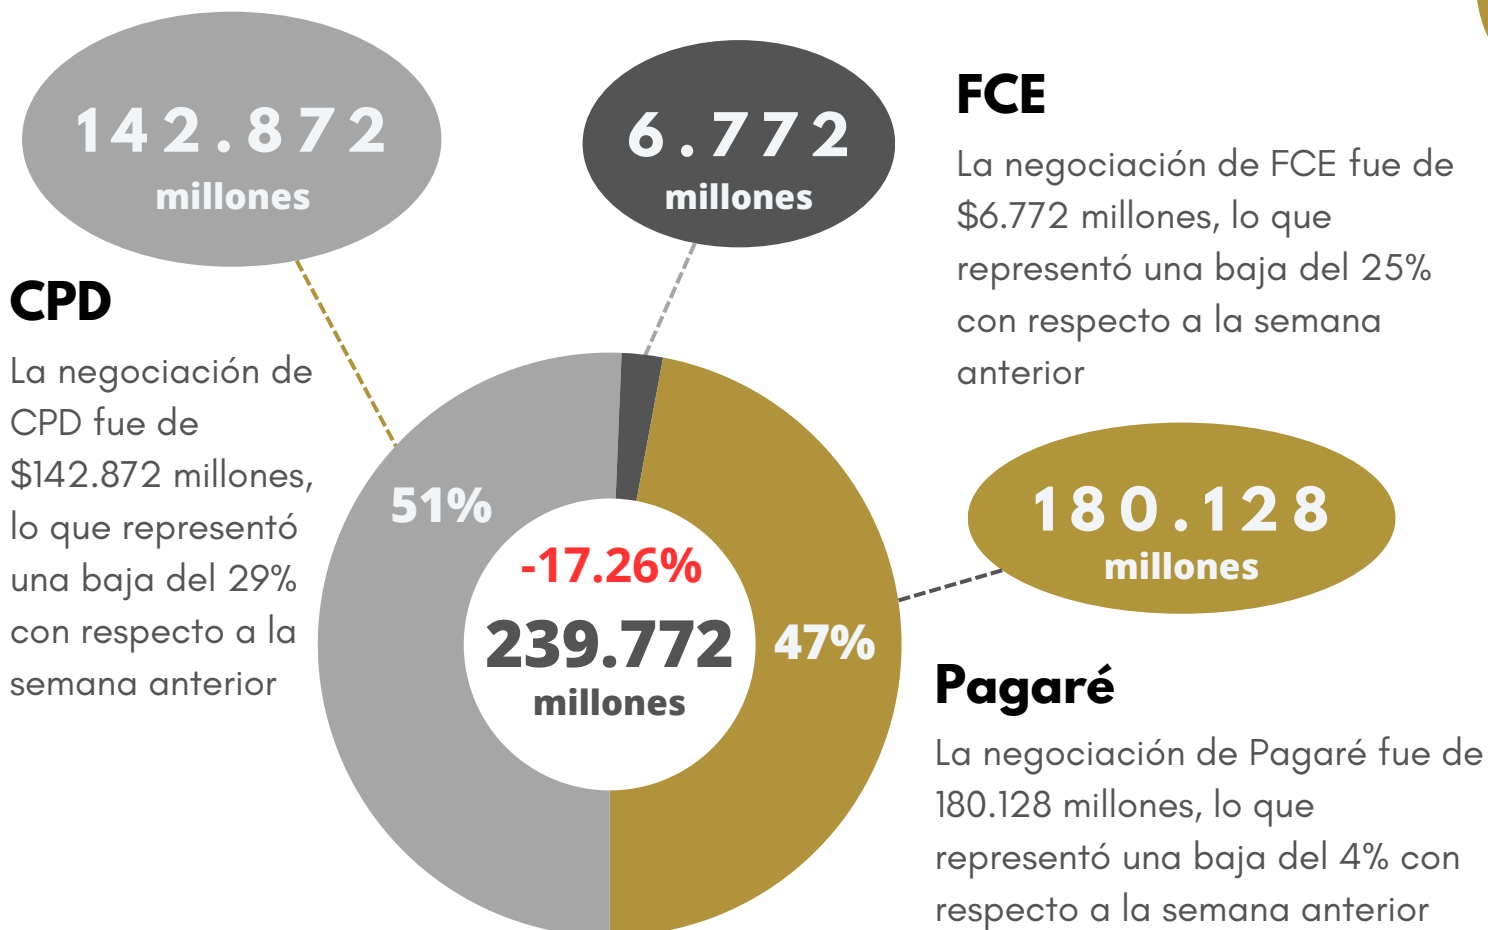 142.872
millones
CPD
La negociación de
CPD fue de
$142.872 millones,
lo que representó
una baja del 29%
con respecto a la
semana anterior
6.772
millones
FCE
La negociación de FCE fue de
$6.772 millones, lo que
representó una baja del 25%
con respecto a la semana
anterior
51%
-17.26%
239.772
millones
47%
180.128
millones
Pagaré
La negociación de Pagaré fue de
180.128 millones, lo que
representó una baja del 4% con
respecto a la semana anterior